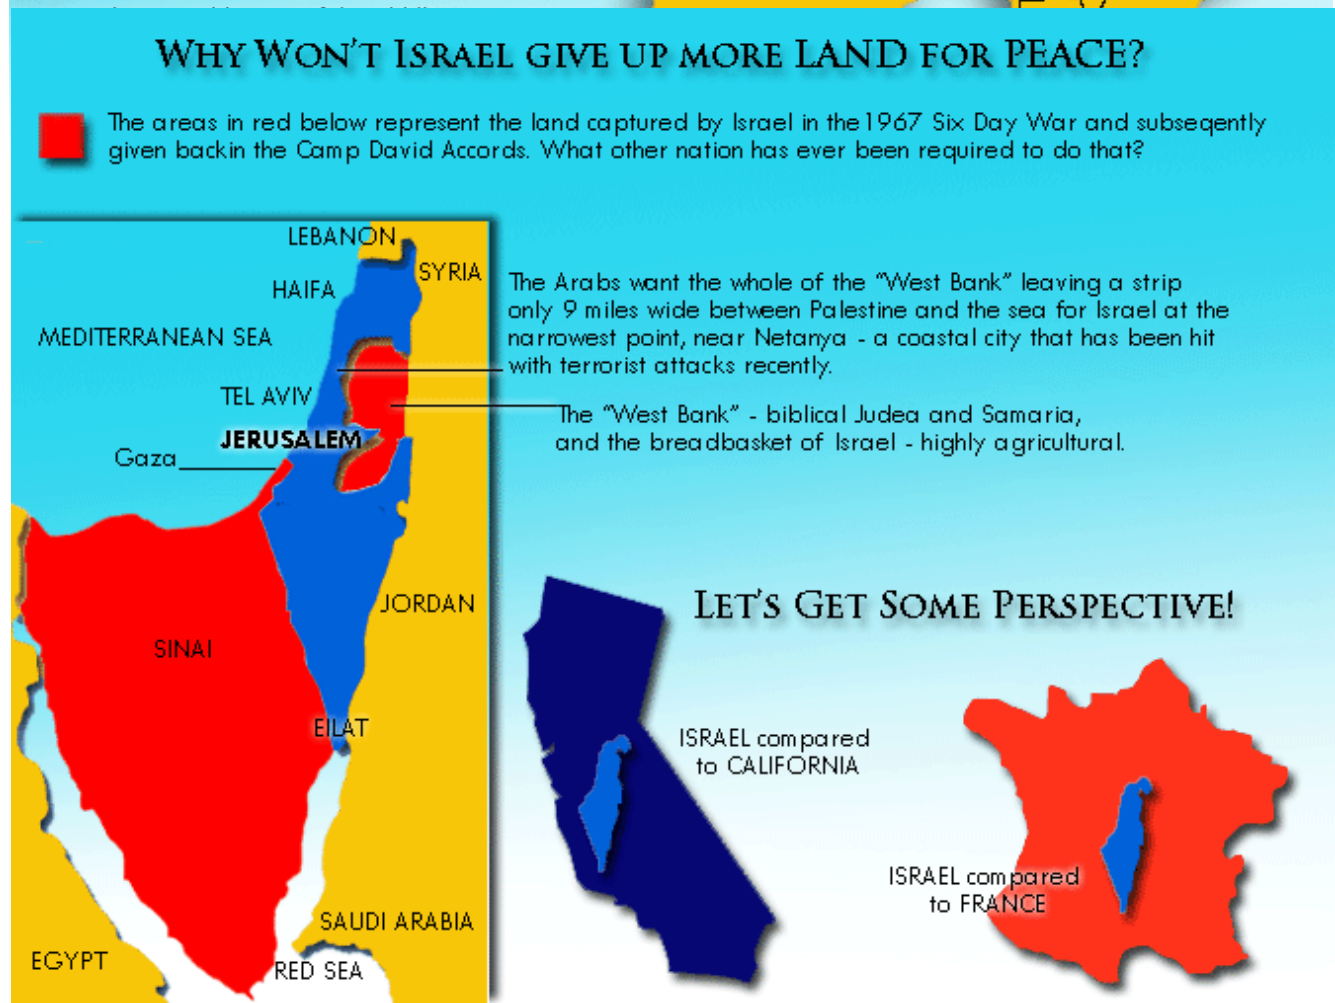 WHY WON'T ISRAEL GIVE UP MORE LAND FOR PEACE?
The areas in red below represent the land captured by Israel in the1967 Six Day War and subseqently
given backin the Camp David Accords. What other nation has ever been required to do that?
LEBANON
SYRIA
HAIFA
The Arabs want the whole of the “West Bank” leaving a strip
only 9 miles wide between Palestine and the sea for Israel at the
narrowest point, near Netanya - a coastal city that has been hit
with terrorist attacks recently.
MEDITERRANEAN SEA
TEL AVIV
The “West Bank” - biblical Judea and Samaria,
and the breadbasket of Israel - highly agricultural.
JERUSALEM
Gaza
JORDAN
LET'S GET SOME PERSPECTIVE!
SINAI
EILAT
ISRAEL compared
to CALIFORNIA
ISRAEL compared
to FRANCE
SAUDI ARABIA
EGYPT
RED SEA